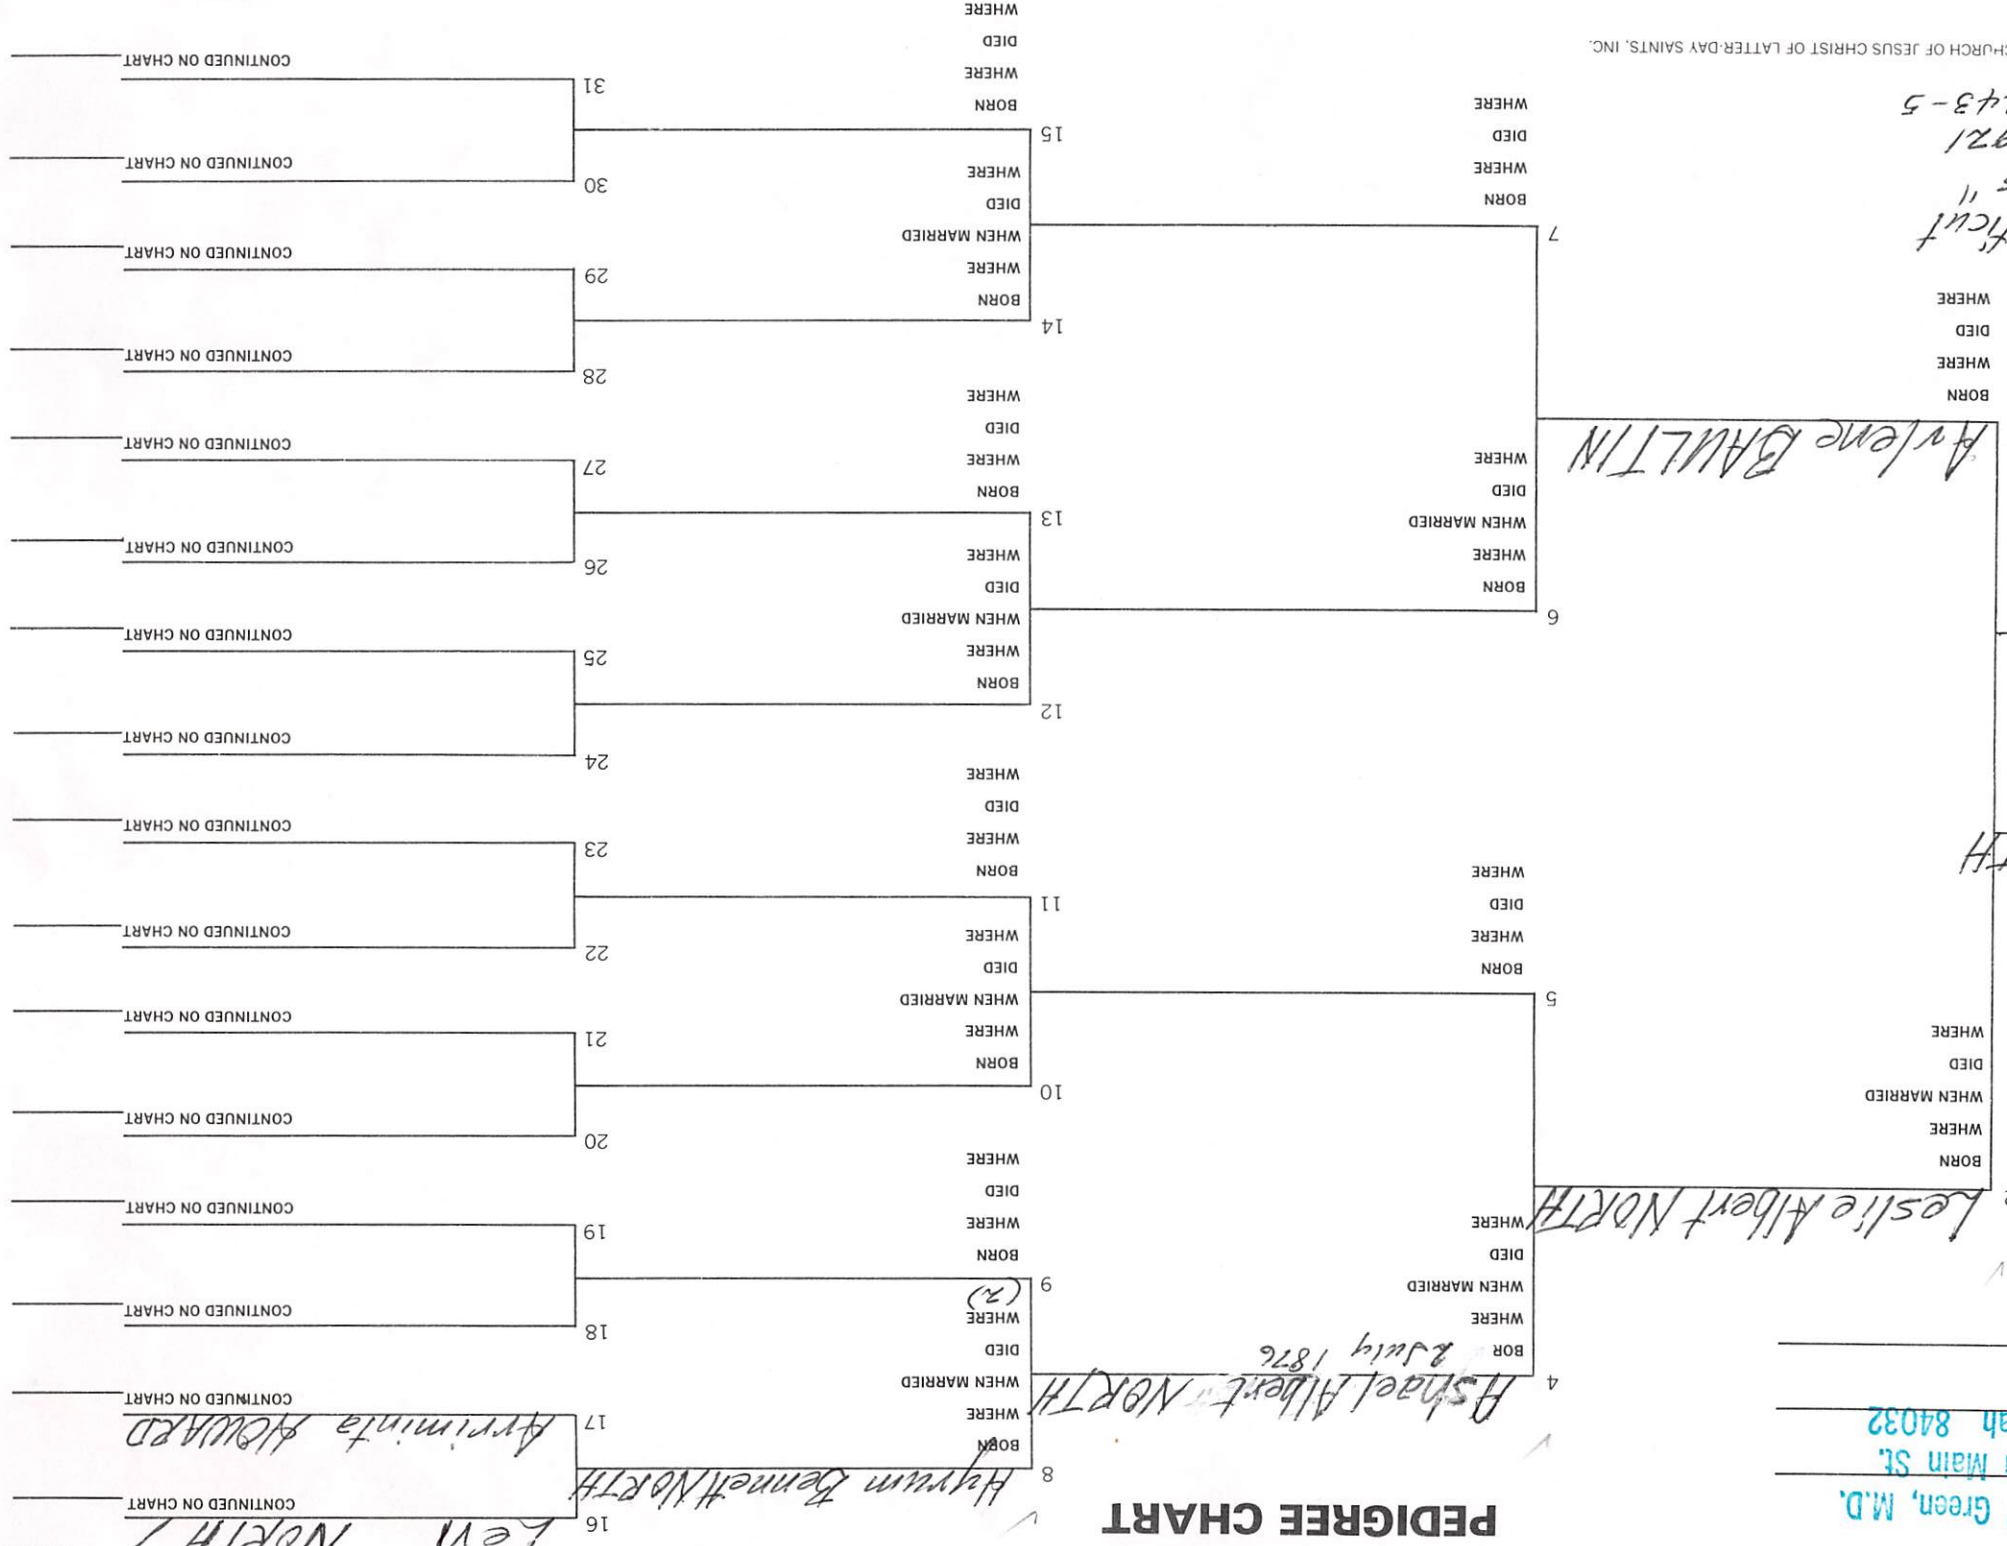 Green, M.D.
Main St.
84032
PEDIGREE CHART
Leslie Albert NORTH
BORN
WHERE
WHEN MARRIED
DIED
WHERE
Arlene BAULTIN
BORN
WHERE
DIED
WHERE
CHURCH OF JESUS CHRIST OF LATTER-DAY SAINTS, INC.
4
Ashael Albert NORTH
BOR 2 July 1876
WHERE
WHEN MARRIED
DIED
WHERE
5
BORN
WHERE
DIED
WHERE
6
BORN
WHERE
WHEN MARRIED
DIED
WHERE
7
BORN
WHERE
DIED
WHERE
8
Hyrum Bennett NORTH
BORN
WHERE
WHEN MARRIED
DIED
WHERE
(2)
9
BORN
WHERE
DIED
WHERE
10
BORN
WHERE
WHEN MARRIED
DIED
WHERE
11
BORN
WHERE
DIED
WHERE
12
BORN
WHERE
WHEN MARRIED
DIED
WHERE
13
BORN
WHERE
DIED
WHERE
14
BORN
WHERE
WHEN MARRIED
DIED
WHERE
15
BORN
WHERE
DIED
WHERE
16
Levi NORTH
CONTINUED ON CHART
17
Arriminta HOWARD
CONTINUED ON CHART
18
CONTINUED ON CHART
19
CONTINUED ON CHART
20
CONTINUED ON CHART
21
CONTINUED ON CHART
22
CONTINUED ON CHART
23
CONTINUED ON CHART
24
CONTINUED ON CHART
25
CONTINUED ON CHART
26
CONTINUED ON CHART
27
CONTINUED ON CHART
28
CONTINUED ON CHART
29
CONTINUED ON CHART
30
CONTINUED ON CHART
31
CONTINUED ON CHART